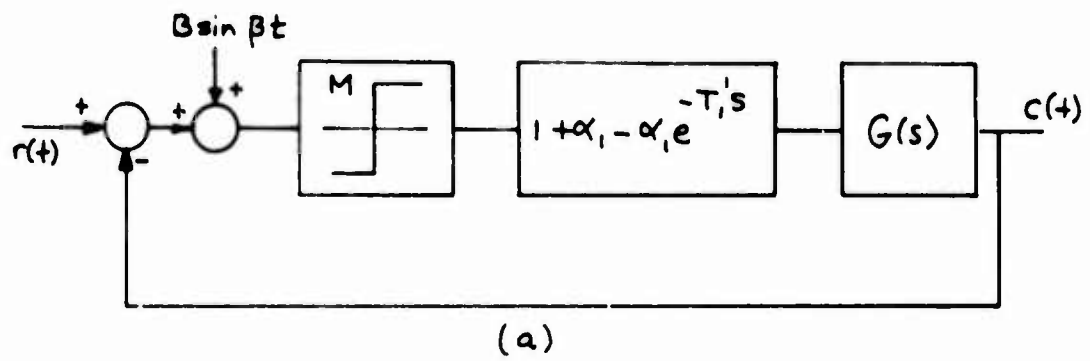 B sin βt
+
+
+
-
r(t)
M
1 + α₁ - α₁e^{-T₁'s}
G(s)
c(t)
(a)